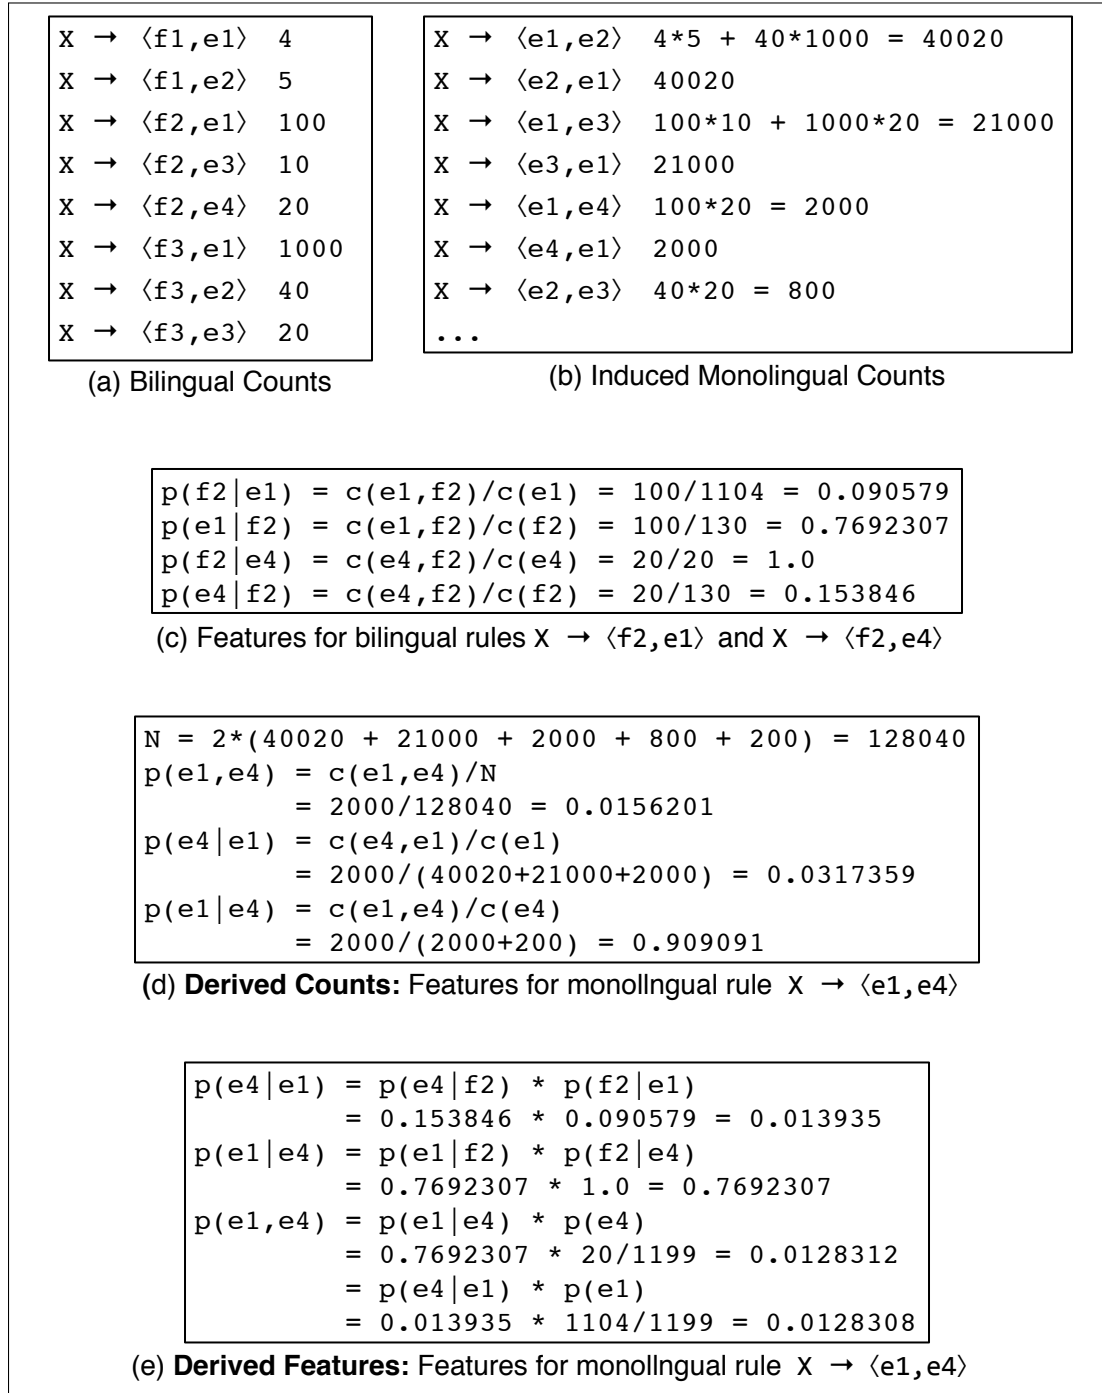 X → ⟨f1,e1⟩ 4
X → ⟨f1,e2⟩ 5
X → ⟨f2,e1⟩ 100
X → ⟨f2,e3⟩ 10
X → ⟨f2,e4⟩ 20
X → ⟨f3,e1⟩ 1000
X → ⟨f3,e2⟩ 40
X → ⟨f3,e3⟩ 20
(a) Bilingual Counts
X → ⟨e1,e2⟩ 4*5 + 40*1000 = 40020
X → ⟨e2,e1⟩ 40020
X → ⟨e1,e3⟩ 100*10 + 1000*20 = 21000
X → ⟨e3,e1⟩ 21000
X → ⟨e1,e4⟩ 100*20 = 2000
X → ⟨e4,e1⟩ 2000
X → ⟨e2,e3⟩ 40*20 = 800
...
(b) Induced Monolingual Counts
p(f2|e1) = c(e1,f2)/c(e1) = 100/1104 = 0.090579
p(e1|f2) = c(e1,f2)/c(f2) = 100/130 = 0.7692307
p(f2|e4) = c(e4,f2)/c(e4) = 20/20 = 1.0
p(e4|f2) = c(e4,f2)/c(f2) = 20/130 = 0.153846
(c) Features for bilingual rules X → ⟨f2,e1⟩ and X → ⟨f2,e4⟩
N = 2*(40020 + 21000 + 2000 + 800 + 200) = 128040
p(e1,e4) = c(e1,e4)/N
= 2000/128040 = 0.0156201
p(e4|e1) = c(e4,e1)/c(e1)
= 2000/(40020+21000+2000) = 0.0317359
p(e1|e4) = c(e1,e4)/c(e4)
= 2000/(2000+200) = 0.909091
(d) Derived Counts: Features for monolIngual rule X → ⟨e1,e4⟩
p(e4|e1) = p(e4|f2) * p(f2|e1)
= 0.153846 * 0.090579 = 0.013935
p(e1|e4) = p(e1|f2) * p(f2|e4)
= 0.7692307 * 1.0 = 0.7692307
p(e1,e4) = p(e1|e4) * p(e4)
= 0.7692307 * 20/1199 = 0.0128312
= p(e4|e1) * p(e1)
= 0.013935 * 1104/1199 = 0.0128308
(e) Derived Features: Features for monolIngual rule X → ⟨e1,e4⟩